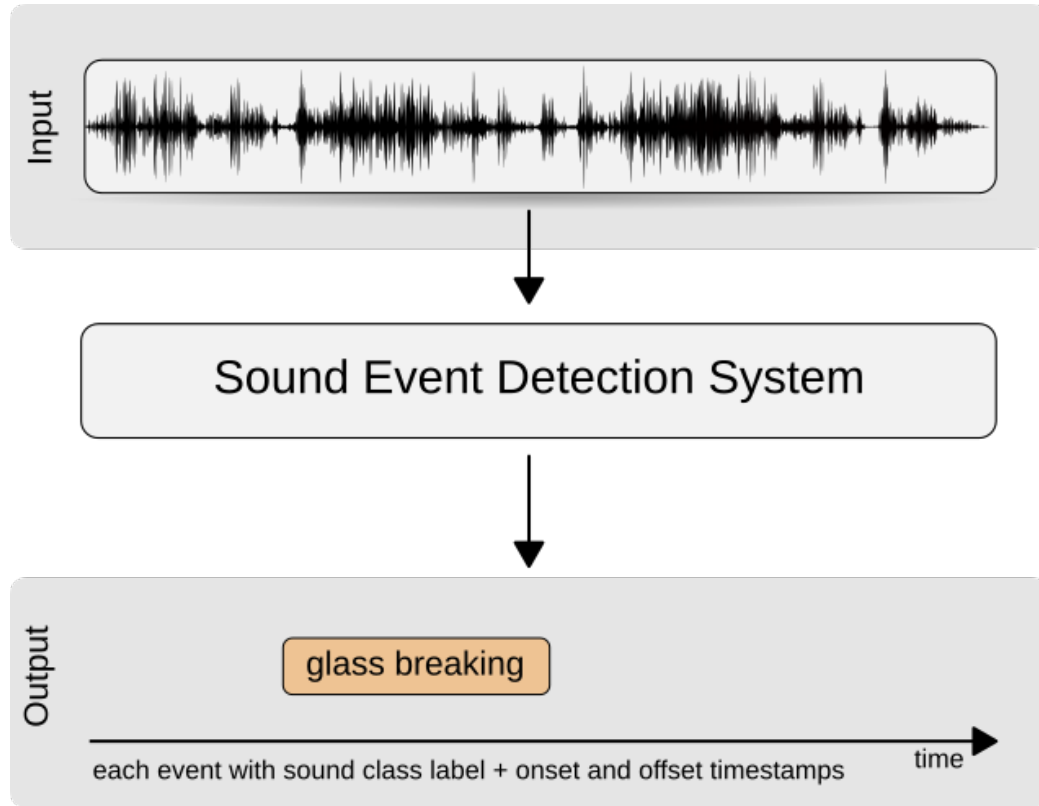 Input
Sound Event Detection System
Output
glass breaking
time
each event with sound class label + onset and offset timestamps